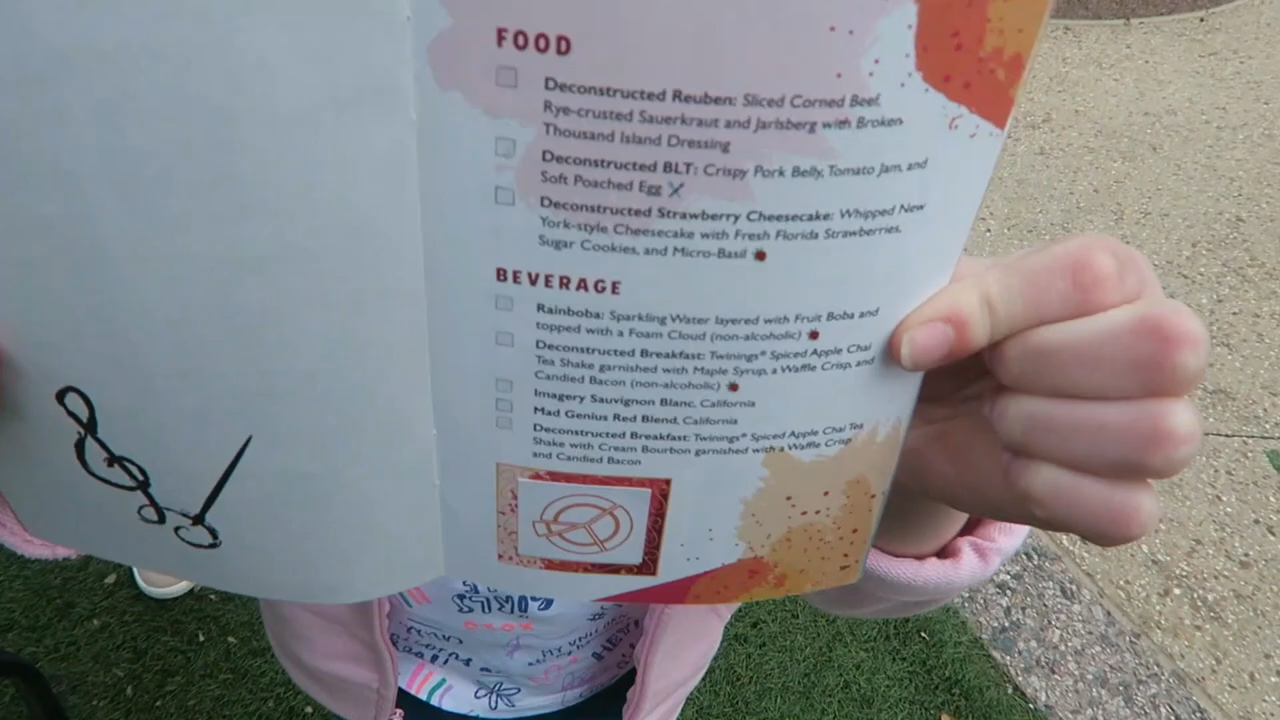 FOOD
Deconstructed Reuben: Sliced Corned Beef,
Rye-crusted Sauerkraut and Jarlsberg with Broken
Thousand Island Dressing
Deconstructed BLT: Crispy Pork Belly, Tomato Jam, and
Soft Poached Egg
Deconstructed Strawberry Cheesecake: Whipped New
York-style Cheesecake with Fresh Florida Strawberries,
Sugar Cookies, and Micro-Basil
BEVERAGE
Rainboba: Sparkling Water layered with Fruit Boba and
topped with a Foam Cloud (non-alcoholic)
Deconstructed Breakfast: Twinings® Spiced Apple Chai
Tea Shake garnished with Maple Syrup, a Waffle Crisp, and
Candied Bacon (non-alcoholic)
Imagery Sauvignon Blanc, California
Mad Genius Red Blend, California
Deconstructed Breakfast: Twinings® Spiced Apple Chai Tea
Shake with Cream Bourbon garnished with a Waffle Crisp
and Candied Bacon
XOXO
MY UNICORN